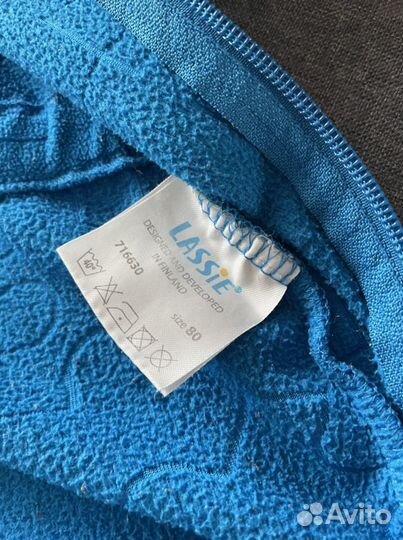 LASSIE®
DESIGNED AND DEVELOPED
IN FINLAND
size 80
716630
40°
Avito